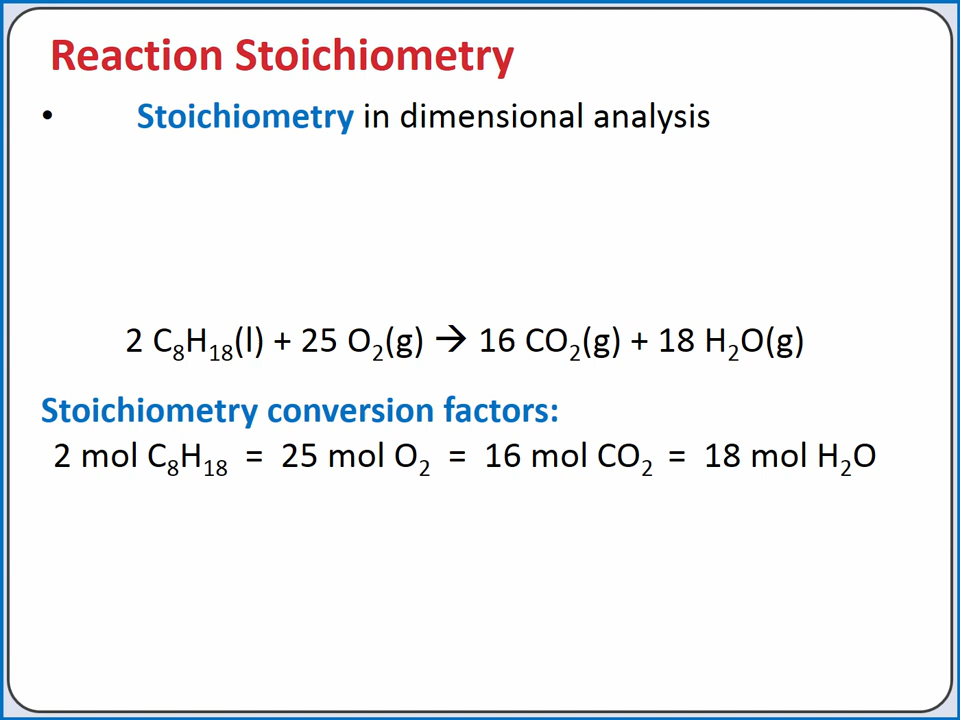 Reaction Stoichiometry
• Stoichiometry in dimensional analysis
2 C₈H₁₈(l) + 25 O₂(g) → 16 CO₂(g) + 18 H₂O(g)
Stoichiometry conversion factors:
2 mol C₈H₁₈ = 25 mol O₂ = 16 mol CO₂ = 18 mol H₂O